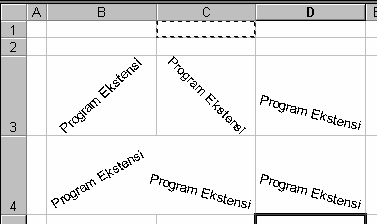 A B C D E
1
2
3 Program Ekstensi Program Ekstensi Program Ekstensi
4 Program Ekstensi Program Ekstensi Program Ekstensi